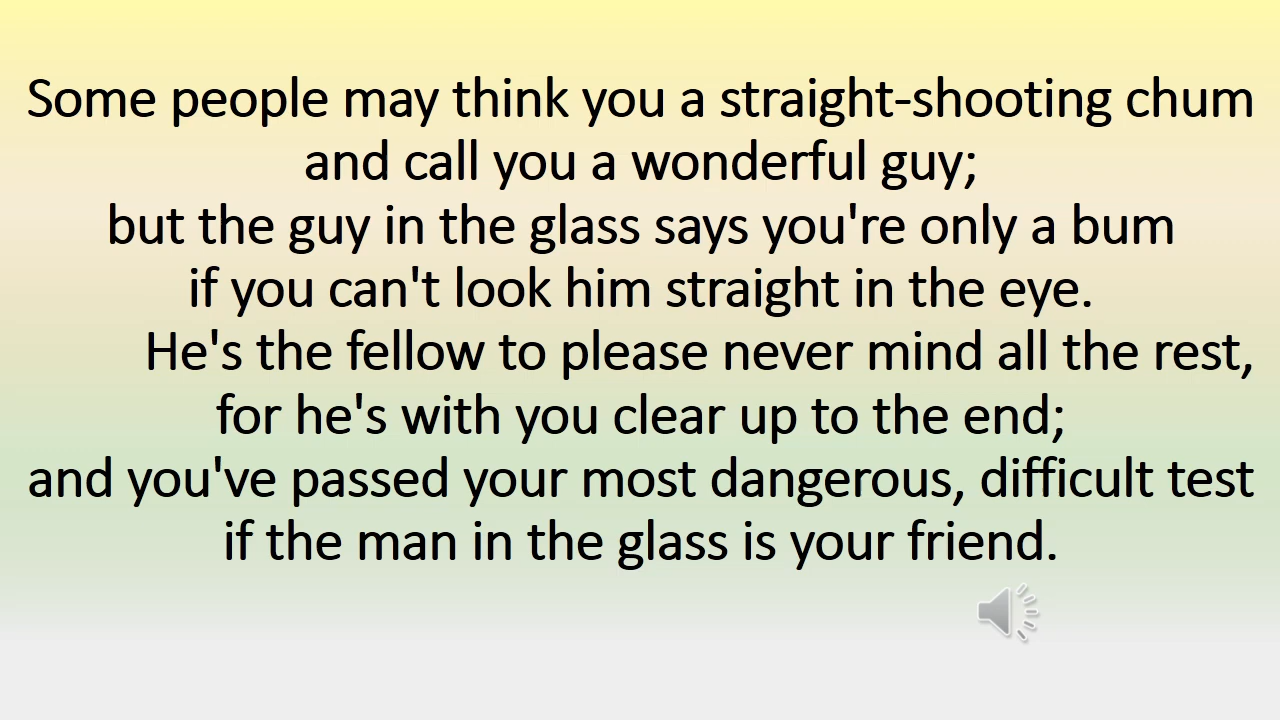 Some people may think you a straight-shooting chum
and call you a wonderful guy;
but the guy in the glass says you're only a bum
if you can't look him straight in the eye.
He's the fellow to please never mind all the rest,
for he's with you clear up to the end;
and you've passed your most dangerous, difficult test
if the man in the glass is your friend.